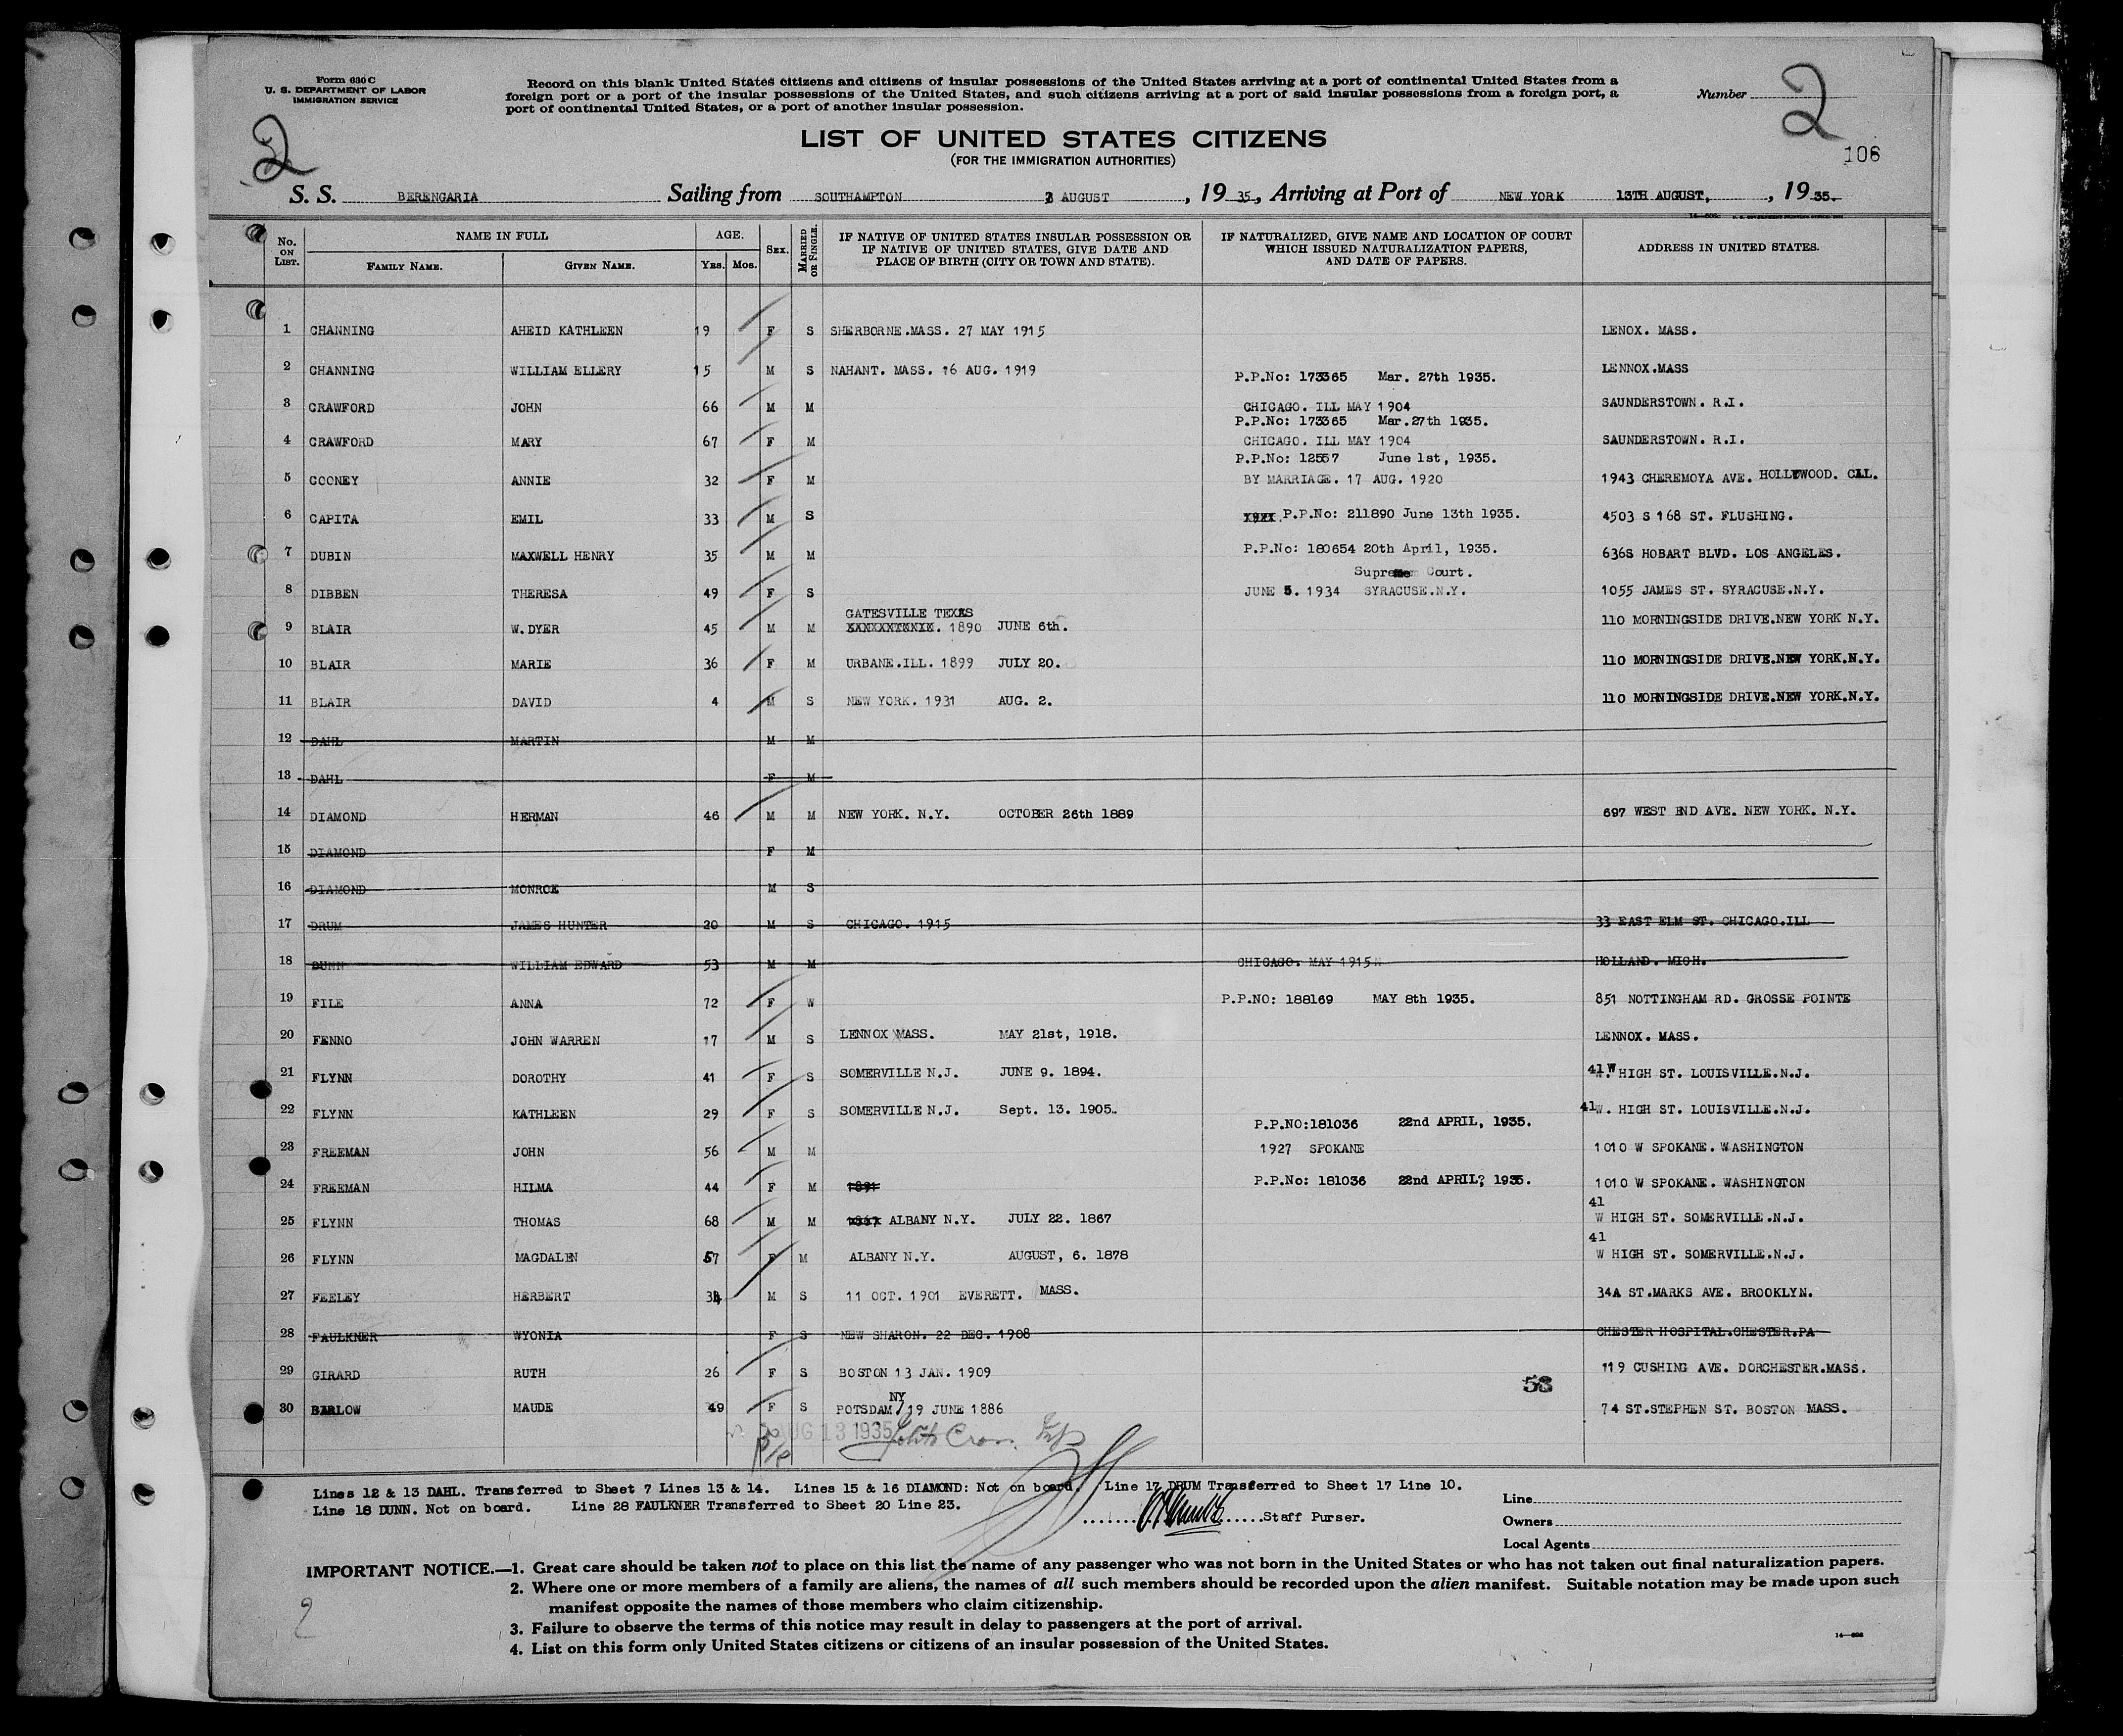 Form 630 C
U. S. DEPARTMENT OF LABOR
IMMIGRATION SERVICE
Record on this blank United States citizens and citizens of insular possessions of the United States arriving at a port of continental United States from a
foreign port or a port of the insular possessions of the United States, and such citizens arriving at a port of said insular possessions from a foreign port, a
port of continental United States, or a port of another insular possession.
Number 2
2
LIST OF UNITED STATES CITIZENS
(FOR THE IMMIGRATION AUTHORITIES)
106
S. S. BERENGARIA Sailing from SOUTHAMPTON AUGUST, 1935, Arriving at Port of NEW YORK 13TH AUGUST, , 1935.
No. ON LIST. NAME IN FULL FAMILY NAME. GIVEN NAME. AGE. YRS. MOS. SEX. MARRIED OR SINGLE. IF NATIVE OF UNITED STATES INSULAR POSSESSION OR IF NATIVE OF UNITED STATES, GIVE DATE AND PLACE OF BIRTH (CITY OR TOWN AND STATE). IF NATURALIZED, GIVE NAME AND LOCATION OF COURT WHICH ISSUED NATURALIZATION PAPERS, AND DATE OF PAPERS. ADDRESS IN UNITED STATES.
1 CHANNING AHEID KATHLEEN 19 F S SHERBORNE.MASS. 27 MAY 1915 LENOX. MASS.
2 CHANNING WILLIAM ELLERY 15 M S NAHANT. MASS. 16 AUG. 1919 LENNOX.MASS
P.P.No: 173365 Mar. 27th 1935.
3 CRAWFORD JOHN 66 M M CHICAGO. ILL MAY 1904 SAUNDERSTOWN. R.I.
P.P.No: 173365 Mar.27th 1935.
4 CRAWFORD MARY 67 F M CHICAGO. ILL MAY 1904 SAUNDERSTOWN. R.I.
P.P.No: 12557 June 1st, 1935.
5 COONEY ANNIE 32 F M BY MARRIAGE. 17 AUG. 1920 1943 CHEREMOYA AVE. HOLLYWOOD. CAL.
6 CAPITA EMIL 33 M S P.P.No: 211890 June 13th 1935. 4503 S 168 ST. FLUSHING.
7 DUBIN MAXWELL HENRY 35 M M P.P.No: 180654 20th April, 1935. 636S HOBART BLVD. LOS ANGELES.
Supreme Court.
8 DIBBEN THERESA 49 F S JUNE 5. 1934 SYRACUSE.N.Y. 1055 JAMES ST. SYRACUSE.N.Y.
GATESVILLE TEXAS
9 BLAIR W.DYER 45 M M 1890 JUNE 6th. 110 MORNINGSIDE DRIVE.NEW YORK N.Y.
10 BLAIR MARIE 36 F M URBANE.ILL. 1899 JULY 20. 110 MORNINGSIDE DRIVE.NEW YORK.N.Y.
11 BLAIR DAVID 4 M S NEW YORK. 1931 AUG. 2. 110 MORNINGSIDE DRIVE.NEW YORK.N.Y.
12 DAHL MARTIN M M
13 DAHL F M
14 DIAMOND HERMAN 46 M M NEW YORK. N.Y. OCTOBER 26th 1889 697 WEST END AVE. NEW YORK. N.Y.
15 DIAMOND F M
16 DIAMOND MONROE M S
17 DRUM JAMES HUNTER 20 M S CHICAGO. 1915 33 EAST ELM ST. CHICAGO.ILL
18 DUNN WILLIAM EDWARD 53 M M CHICAGO. MAY 1915 HOLLAND. MICH.
19 FILE ANNA 72 F W P.P.NO: 188169 MAY 8th 1935. 851 NOTTINGHAM RD. GROSSE POINTE
20 FENNO JOHN WARREN 17 M S LENNOX MASS. MAY 21st, 1918. LENNOX. MASS.
21 FLYNN DOROTHY 41 F S SOMERVILLE N.J. JUNE 9. 1894. 41 W. HIGH ST. LOUISVILLE.N.J.
22 FLYNN KATHLEEN 29 F S SOMERVILLE N.J. Sept. 13. 1905. 41 W. HIGH ST. LOUISVILLE.N.J.
P.P.NO:181036 22nd APRIL, 1935.
23 FREEMAN JOHN 56 M M 1927 SPOKANE 1010 W SPOKANE. WASHINGTON
24 FREEMAN HILMA 44 F M 1891 P.P.No: 181036 22nd APRIL? 1935. 1010 W SPOKANE. WASHINGTON
25 FLYNN THOMAS 68 M M 1867 ALBANY N.Y. JULY 22. 1867 41 W HIGH ST. SOMERVILLE.N.J.
26 FLYNN MAGDALEN 57 F M ALBANY N.Y. AUGUST, 6. 1878 41 W HIGH ST. SOMERVILLE.N.J.
27 FEELEY HERBERT 34 M S 11 OCT. 1901 EVERETT. MASS. 34A ST.MARKS AVE. BROOKLYN.
28 FAULKNER WYONIA F S NEW SHARON. 22 DEC. 1908 CHESTER HOSPITAL.CHESTER.PA
29 GIRARD RUTH 26 F S BOSTON 13 JAN. 1909 119 CUSHING AVE. DORCHESTER.MASS.
53
30 BARLOW MAUDE 49 F S POTSDAM NY 19 JUNE 1886 74 ST.STEPHEN ST. BOSTON MASS.
AUG 13 1935
Lines 12 & 13 DAHL. Transferred to Sheet 7 Lines 13 & 14. Lines 15 & 16 DIAMOND: Not on board. Line 17 DRUM Transferred to Sheet 17 Line 10.
Line 18 DUNN. Not on board. Line 28 FAULKNER Transferred to Sheet 20 Line 23.
Staff Purser.
Line
Owners
Local Agents
IMPORTANT NOTICE.—1. Great care should be taken not to place on this list the name of any passenger who was not born in the United States or who has not taken out final naturalization papers.
2. Where one or more members of a family are aliens, the names of all such members should be recorded upon the alien manifest. Suitable notation may be made upon such
manifest opposite the names of those members who claim citizenship.
3. Failure to observe the terms of this notice may result in delay to passengers at the port of arrival.
4. List on this form only United States citizens or citizens of an insular possession of the United States.
2